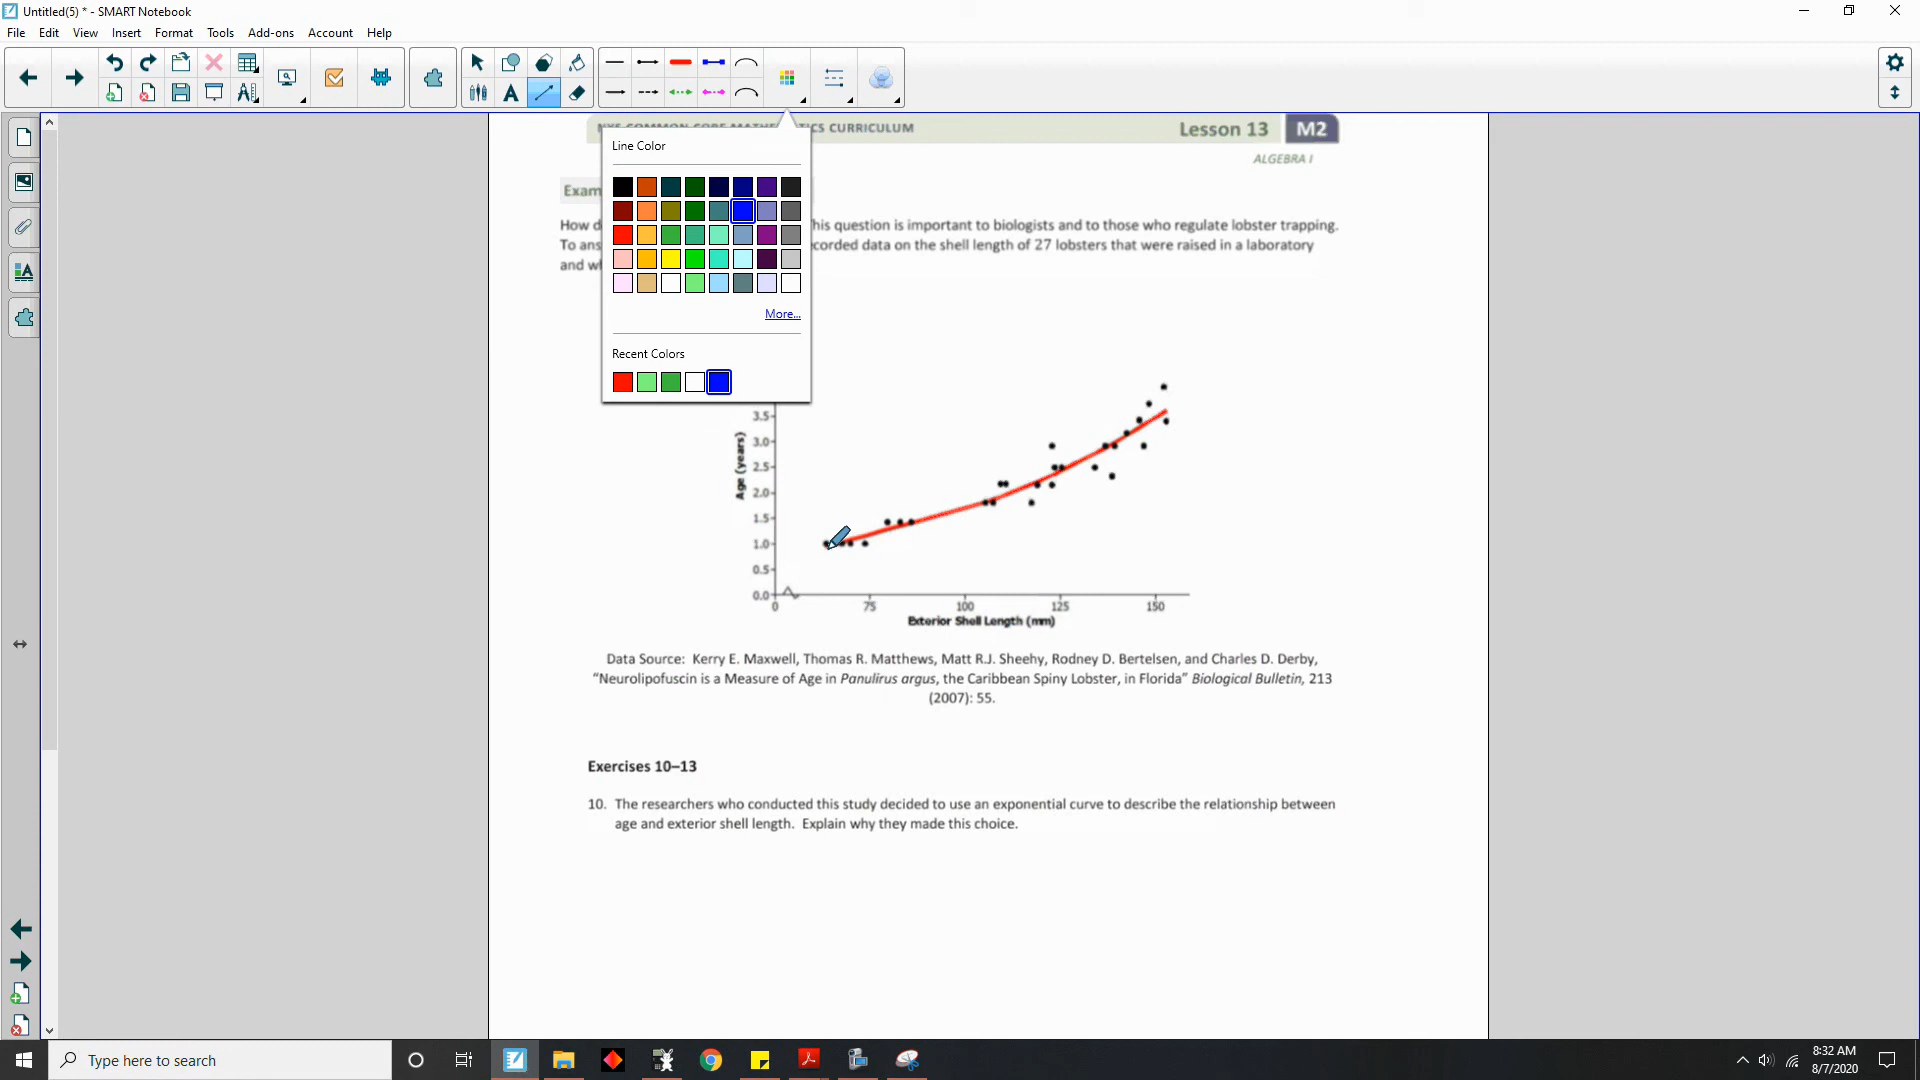 Untitled(5) * - SMART Notebook
File Edit View Insert Format Tools Add-ons Account Help
CS CURRICULUM
Lesson 13 M2
ALGEBRA I
Line Color
More...
Recent Colors
Exam
How d his question is important to biologists and to those who regulate lobster trapping.
To ans corded data on the shell length of 27 lobsters that were raised in a laboratory
and wh
3.5
3.0
2.5
2.0
1.5
1.0
0.5
0.0
Age (years)
0 75 100 125 150
Exterior Shell Length (mm)
Data Source: Kerry E. Maxwell, Thomas R. Matthews, Matt R.J. Sheehy, Rodney D. Bertelsen, and Charles D. Derby,
“Neurolipofuscin is a Measure of Age in Panulirus argus, the Caribbean Spiny Lobster, in Florida” Biological Bulletin, 213
(2007): 55.
Exercises 10–13
10. The researchers who conducted this study decided to use an exponential curve to describe the relationship between
age and exterior shell length. Explain why they made this choice.
Type here to search
8:32 AM
8/7/2020